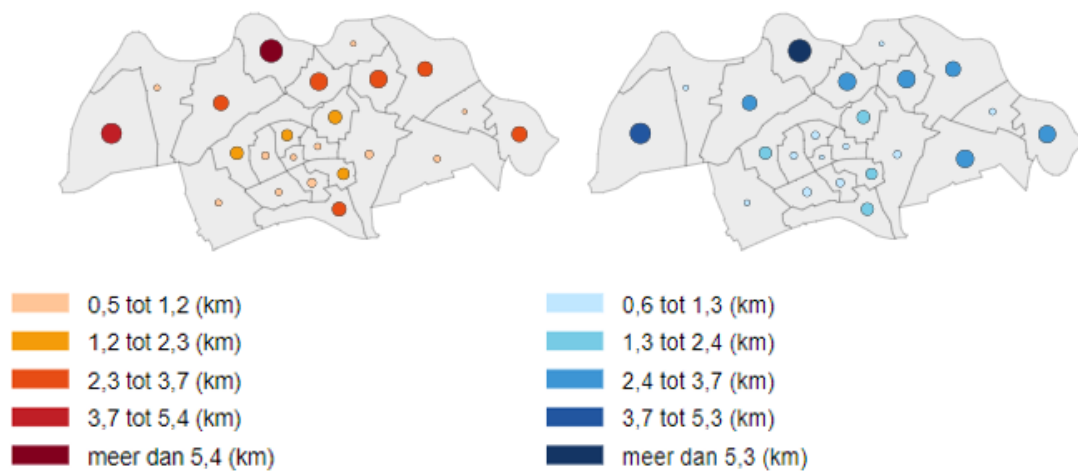 0,5 tot 1,2 (km)
1,2 tot 2,3 (km)
2,3 tot 3,7 (km)
3,7 tot 5,4 (km)
meer dan 5,4 (km)
0,6 tot 1,3 (km)
1,3 tot 2,4 (km)
2,4 tot 3,7 (km)
3,7 tot 5,3 (km)
meer dan 5,3 (km)